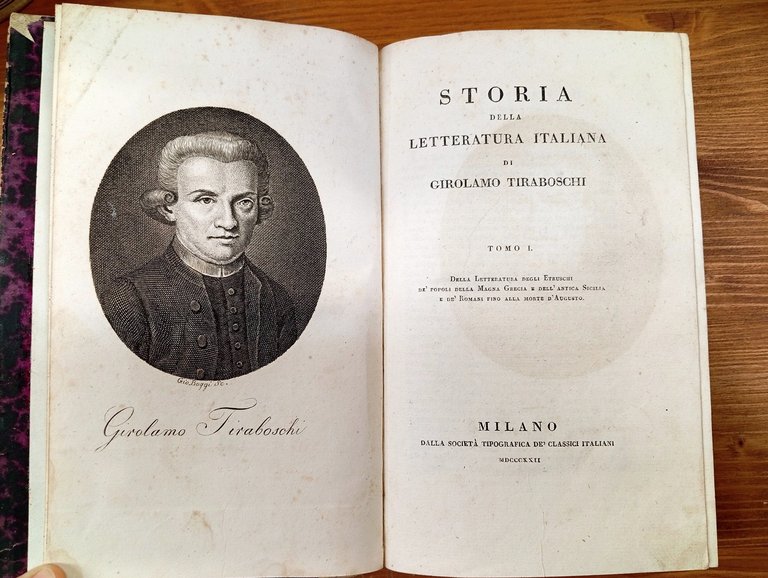 Gio. Boggi Sc.
Girolamo Tiraboschi
STORIA
DELLA
LETTERATURA ITALIANA
DI
GIROLAMO TIRABOSCHI
TOMO I.
DELLA LETTERATURA DEGLI ETRUSCHI
DE' POPOLI DELLA MAGNA GRECIA E DELL'ANTICA SICILIA
E DE' ROMANI FINO ALLA MORTE D'AUGUSTO.
MILANO
DALLA SOCIETÀ TIPOGRAFICA DE' CLASSICI ITALIANI
MDCCCXXII